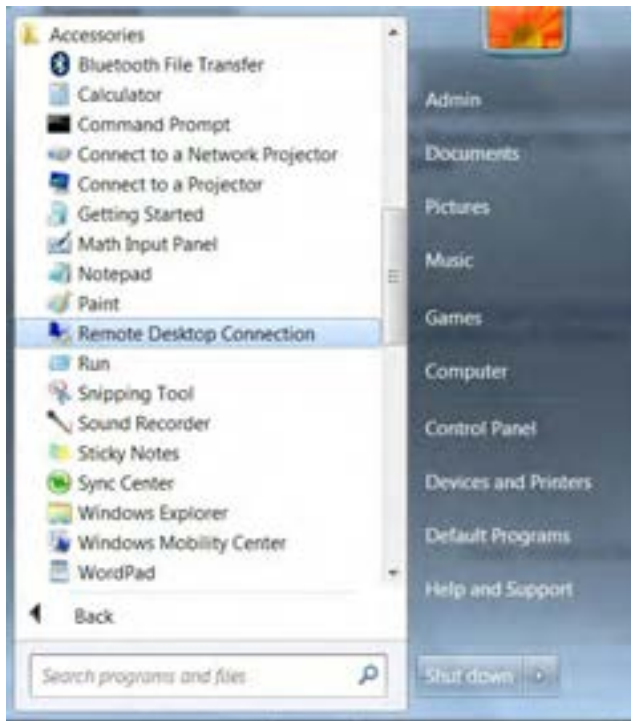 Accessories
Bluetooth File Transfer
Calculator
Command Prompt
Connect to a Network Projector
Connect to a Projector
Getting Started
Math Input Panel
Notepad
Paint
Remote Desktop Connection
Run
Snipping Tool
Sound Recorder
Sticky Notes
Sync Center
Windows Explorer
Windows Mobility Center
WordPad
Back
Search programs and files
Admin
Documents
Pictures
Music
Games
Computer
Control Panel
Devices and Printers
Default Programs
Help and Support
Shut down